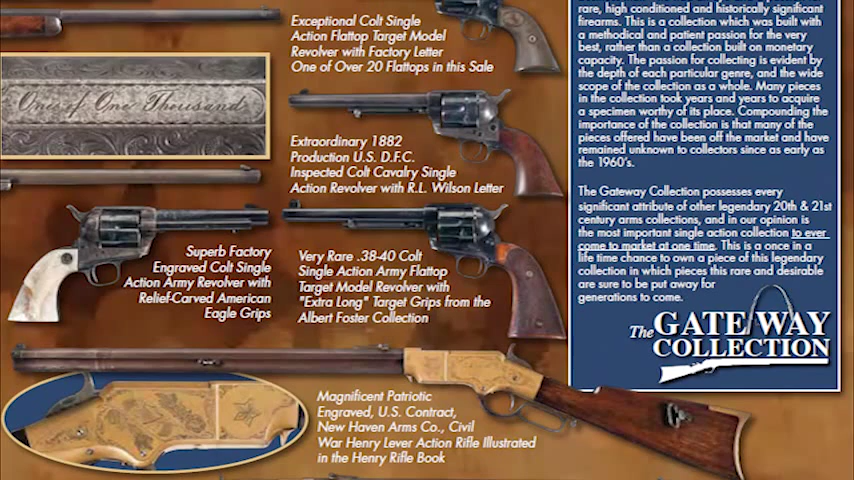 Exceptional Colt Single
Action Flattop Target Model
Revolver with Factory Letter
One of Over 20 Flattops in this Sale
One of One Thousand
Extraordinary 1882
Production U.S. D.F.C.
Inspected Colt Cavalry Single
Action Revolver with R.L. Wilson Letter
Superb Factory
Engraved Colt Single
Action Army Revolver with
Relief-Carved American
Eagle Grips
Very Rare .38-40 Colt
Single Action Army Flattop
Target Model Revolver with
"Extra Long" Target Grips from the
Albert Foster Collection
Magnificent Patriotic
Engraved, U.S. Contract,
New Haven Arms Co., Civil
War Henry Lever Action Rifle Illustrated
in the Henry Rifle Book
rare, high conditioned and historically significant
firearms. This is a collection which was built with
a methodical and patient passion for the very
best, rather than a collection built on monetary
capacity. The passion for collecting is evident by
the depth of each particular genre, and the wide
scope of the collection as a whole. Many pieces
in the collection took years and years to acquire
a specimen worthy of its place. Compounding the
importance of the collection is that many of the
pieces offered have been off the market and have
remained unknown to collectors since as early as
the 1960's.
The Gateway Collection possesses every
significant attribute of other legendary 20th & 21st
century arms collections, and in our opinion is
the most important single action collection to ever
come to market at one time. This is a once in a
life time chance to own a piece of this legendary
collection in which pieces this rare and desirable
are sure to be put away for
generations to come.
The GATEWAY
COLLECTION